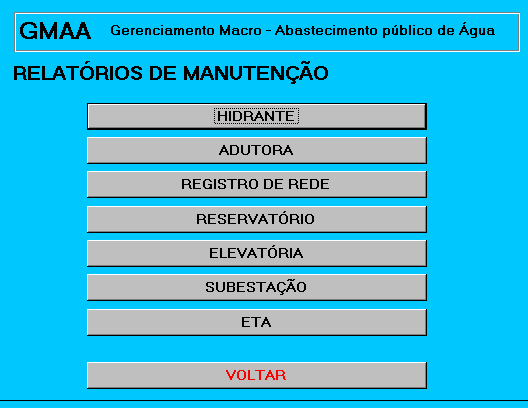 GMAA Gerenciamento Macro - Abastecimento público de Água
RELATÓRIOS DE MANUTENÇÃO
HIDRANTE
ADUTORA
REGISTRO DE REDE
RESERVATÓRIO
ELEVATÓRIA
SUBESTAÇÃO
ETA
VOLTAR